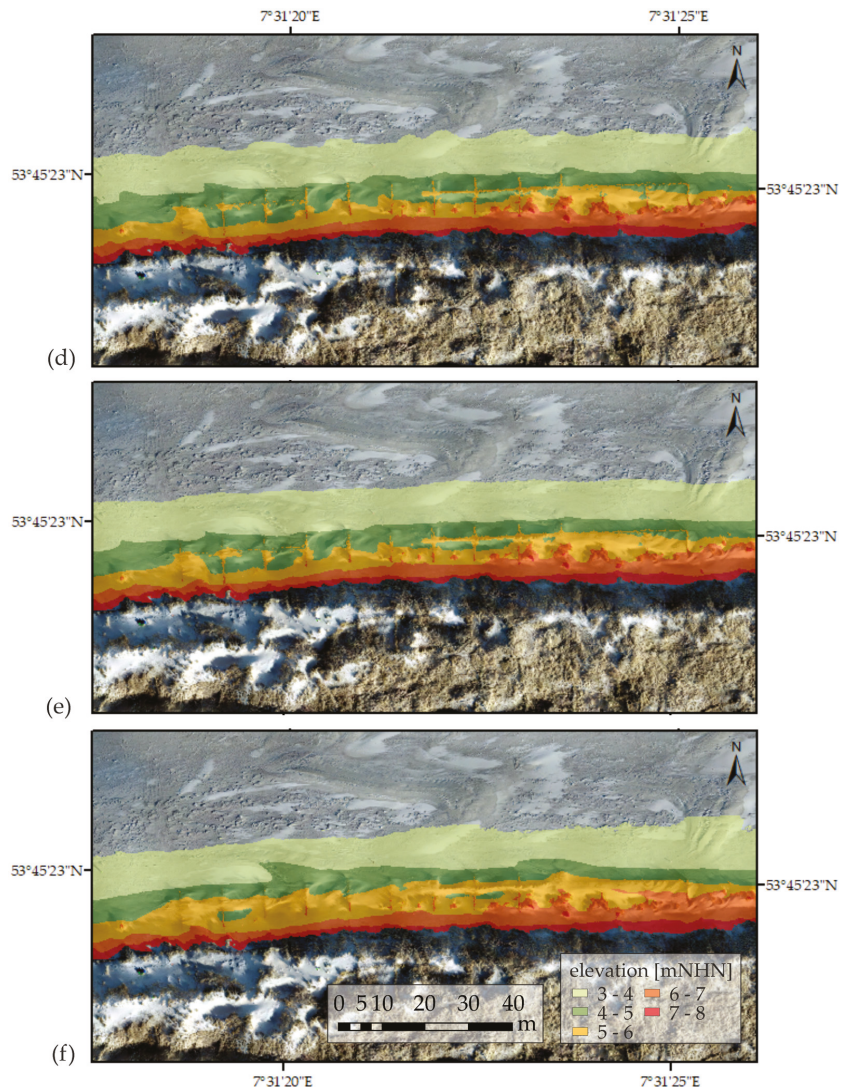 7°31'20"E 7°31'25"E
N
53°45'23"N 53°45'23"N
(d)
N
53°45'23"N 53°45'23"N
(e)
N
53°45'23"N 53°45'23"N
elevation [mNHN]
3 - 4 6 - 7
4 - 5 7 - 8
5 - 6
0 5 10 20 30 40
m
(f)
7°31'20"E 7°31'25"E